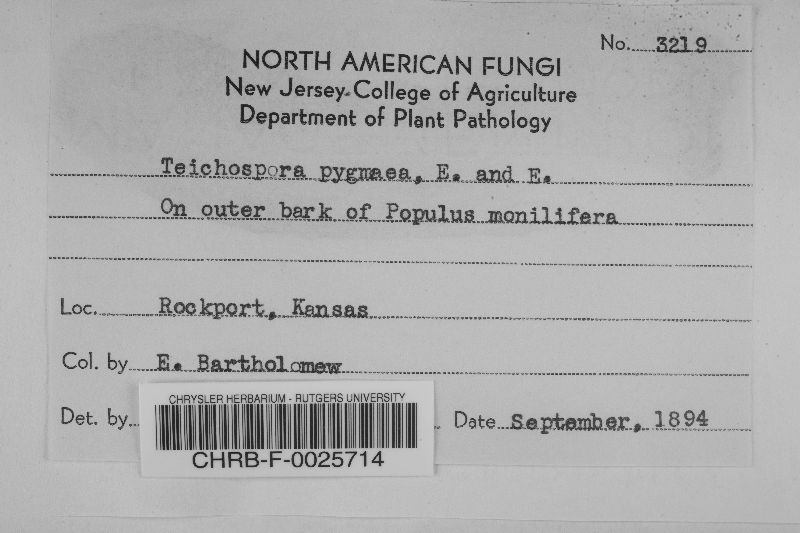 No. 3219
NORTH AMERICAN FUNGI
New Jersey College of Agriculture
Department of Plant Pathology
Teichospora pygmaea, E. and E.
On outer bark of Populus monilifera
Loc. Rockport, Kansas
Col. by E. Bartholomew
Det. by
Date September, 1894
CHRYSLER HERBARIUM - RUTGERS UNIVERSITY
CHRB-F-0025714